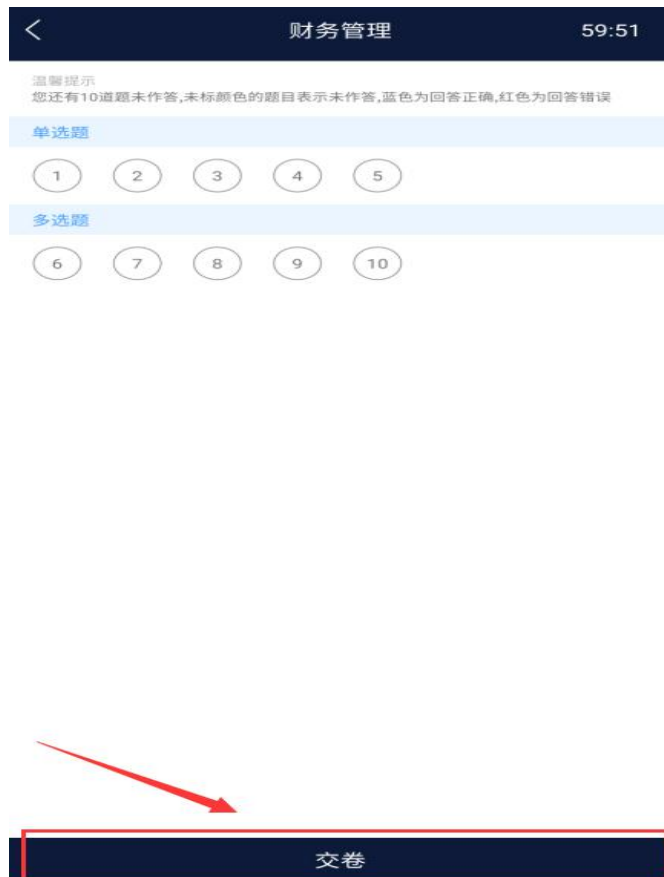 财务管理 59:51
温馨提示
您还有10道题未作答,未标颜色的题目表示未作答,蓝色为回答正确,红色为回答错误
单选题
1 2 3 4 5
多选题
6 7 8 9 10
交卷